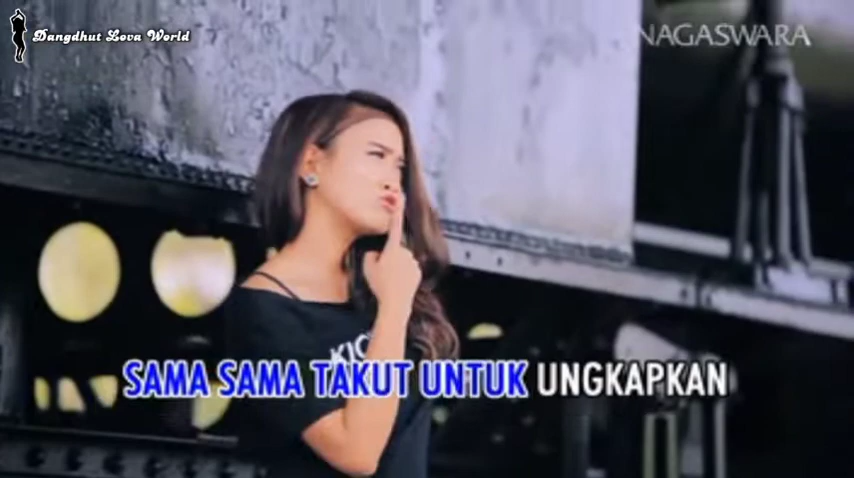 Dangdhut Lova World
NAGASWARA
SAMA SAMA TAKUT UNTUK UNGKAPKAN